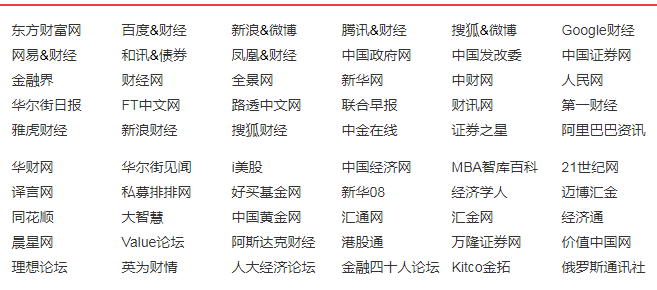 东方财富网 百度&财经 新浪&微博 腾讯&财经 搜狐&微博 Google财经
网易&财经 和讯&债券 凤凰&财经 中国政府网 中国发改委 中国证券网
金融界 财经网 全景网 新华网 中财网 人民网
华尔街日报 FT中文网 路透中文网 联合早报 财讯网 第一财经
雅虎财经 新浪财经 搜狐财经 中金在线 证券之星 阿里巴巴资讯
华财网 华尔街见闻 i美股 中国经济网 MBA智库百科 21世纪网
译言网 私募排排网 好买基金网 新华08 经济学人 迈博汇金
同花顺 大智慧 中国黄金网 汇通网 汇金网 经济通
晨星网 Value论坛 阿斯达克财经 港股通 万隆证券网 价值中国网
理想论坛 英为财情 人大经济论坛 金融四十人论坛 Kitco金拓 俄罗斯通讯社